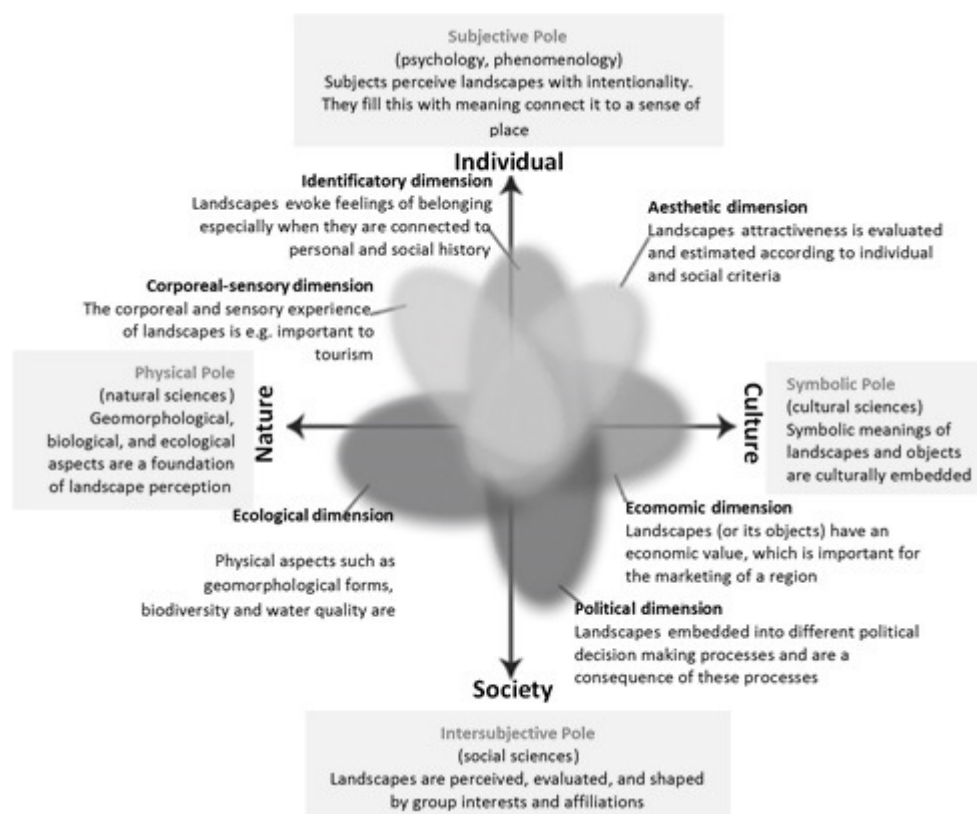 Subjective Pole
(psychology, phenomenology)
Subjects perceive landscapes with intentionality.
They fill this with meaning connect it to a sense of
place
Individual
Identificatory dimension
Landscapes evoke feelings of belonging
especially when they are connected to
personal and social history
Aesthetic dimension
Landscapes attractiveness is evaluated
and estimated according to individual
and social criteria
Corporeal-sensory dimension
The corporeal and sensory experience
of landscapes is e.g. important to
tourism
Physical Pole
(natural sciences)
Geomorphological,
biological, and ecological
aspects are a foundation
of landscape perception
Nature
Culture
Symbolic Pole
(cultural sciences)
Symbolic meanings of
landscapes and objects
are culturally embedded
Ecological dimension
Physical aspects such as
geomorphological forms,
biodiversity and water quality are
Ecomomic dimension
Landscapes (or its objects) have an
economic value, which is important for
the marketing of a region
Political dimension
Landscapes embedded into different political
decision making processes and are a
consequence of these processes
Society
Intersubjective Pole
(social sciences)
Landscapes are perceived, evaluated, and shaped
by group interests and affiliations